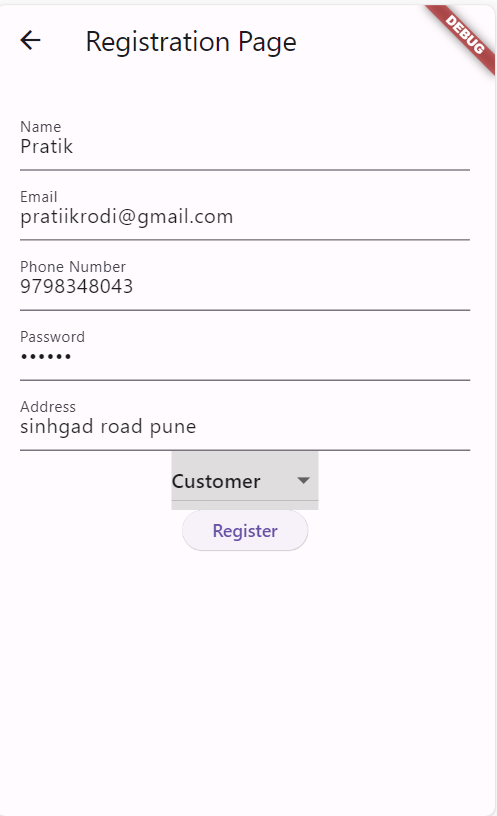 Registration Page
DEBUG
Name
Pratik
Email
pratiikrodi@gmail.com
Phone Number
9798348043
Password
••••••
Address
sinhgad road pune
Customer
Register